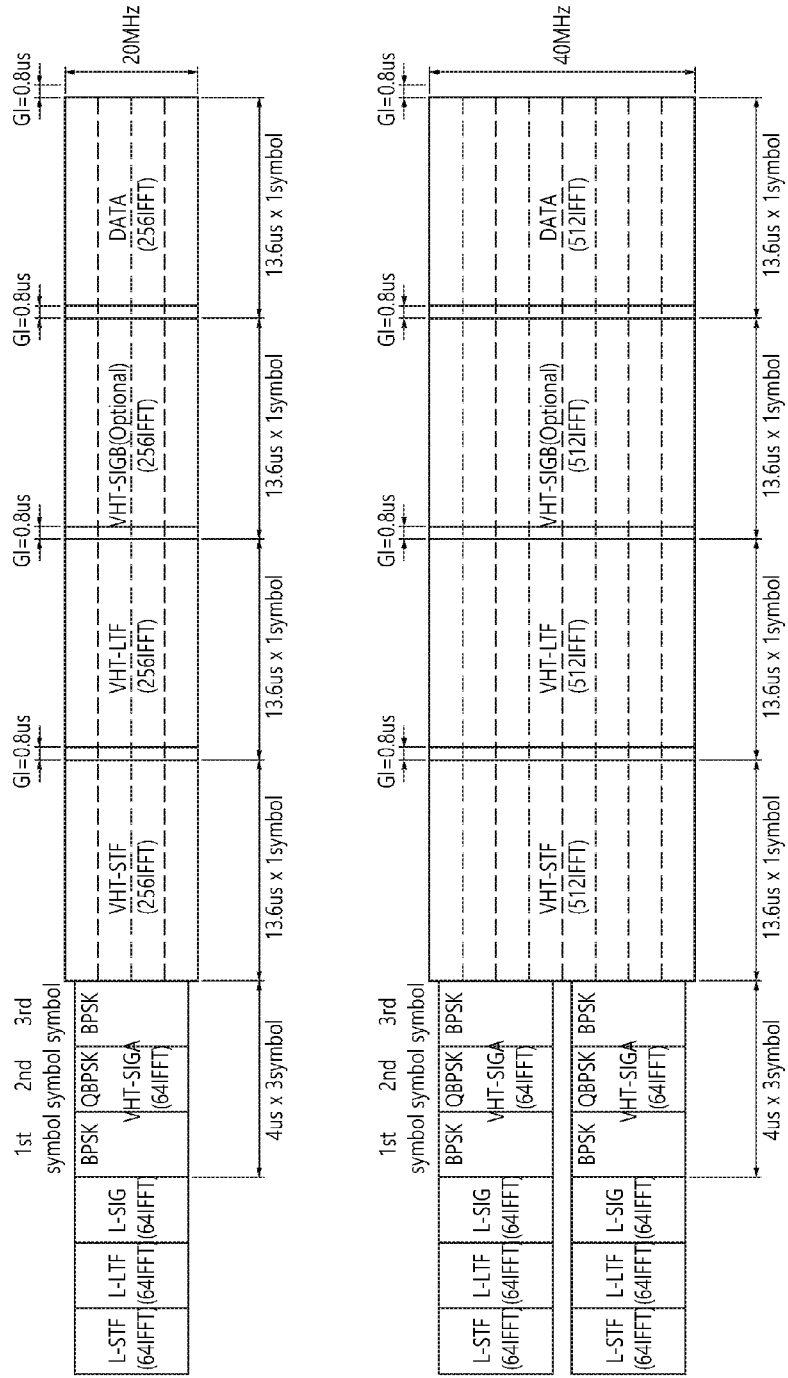 1st 2nd 3rd
symbol symbol symbol
GI=0.8us GI=0.8us GI=0.8us GI=0.8us
L-STF L-LTF L-SIG
(64IFFT) (64IFFT) (64IFFT)
BPSK QBPSK BPSK
VHT-SIGA
(64IFFT)
VHT-STF
(256IFFT)
VHT-LTF
(256IFFT)
VHT-SIGB(Optional)
(256IFFT)
DATA
(256IFFT)
20MHz
4us x 3symbol 13.6us x 1symbol 13.6us x 1symbol 13.6us x 1symbol 13.6us x 1symbol
1st 2nd 3rd
symbol symbol symbol
GI=0.8us GI=0.8us GI=0.8us GI=0.8us
L-STF L-LTF L-SIG
(64IFFT) (64IFFT) (64IFFT)
BPSK QBPSK BPSK
VHT-SIGA
(64IFFT)
L-STF L-LTF L-SIG
(64IFFT) (64IFFT) (64IFFT)
BPSK QBPSK BPSK
VHT-SIGA
(64IFFT)
VHT-STF
(512IFFT)
VHT-LTF
(512IFFT)
VHT-SIGB(Optional)
(512IFFT)
DATA
(512IFFT)
40MHz
4us x 3symbol 13.6us x 1symbol 13.6us x 1symbol 13.6us x 1symbol 13.6us x 1symbol